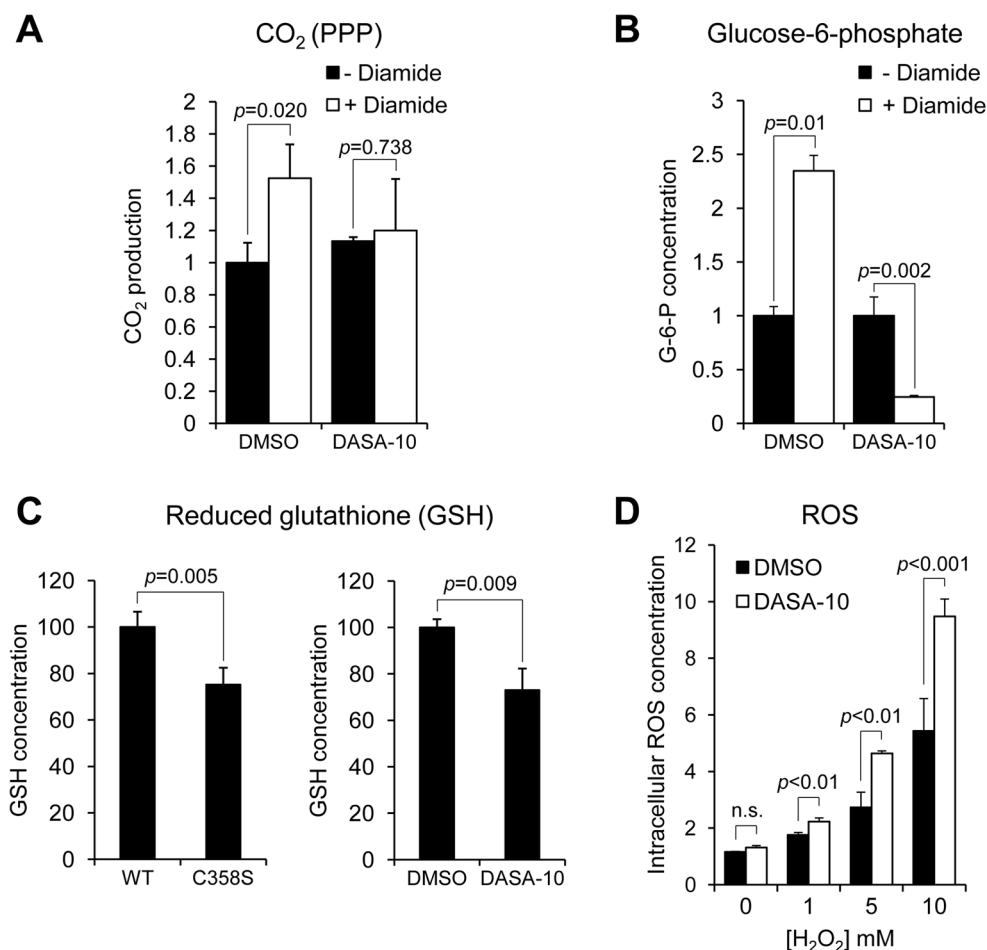 A
CO2 (PPP)
- Diamide
+ Diamide
CO2 production
2
1.8
1.6
1.4
1.2
1
0.8
0.6
0.4
0.2
0
p=0.020
p=0.738
DMSO
DASA-10
B
Glucose-6-phosphate
- Diamide
+ Diamide
G-6-P concentration
3
2.5
2
1.5
1
0.5
0
p=0.01
p=0.002
DMSO
DASA-10
C
Reduced glutathione (GSH)
GSH concentration
120
100
80
60
40
20
0
p=0.005
WT
C358S
GSH concentration
120
100
80
60
40
20
0
p=0.009
DMSO
DASA-10
D
ROS
DMSO
DASA-10
Intracellular ROS concentration
12
10
8
6
4
2
0
n.s.
p<0.01
p<0.01
p<0.001
0
1
5
10
[H2O2] mM